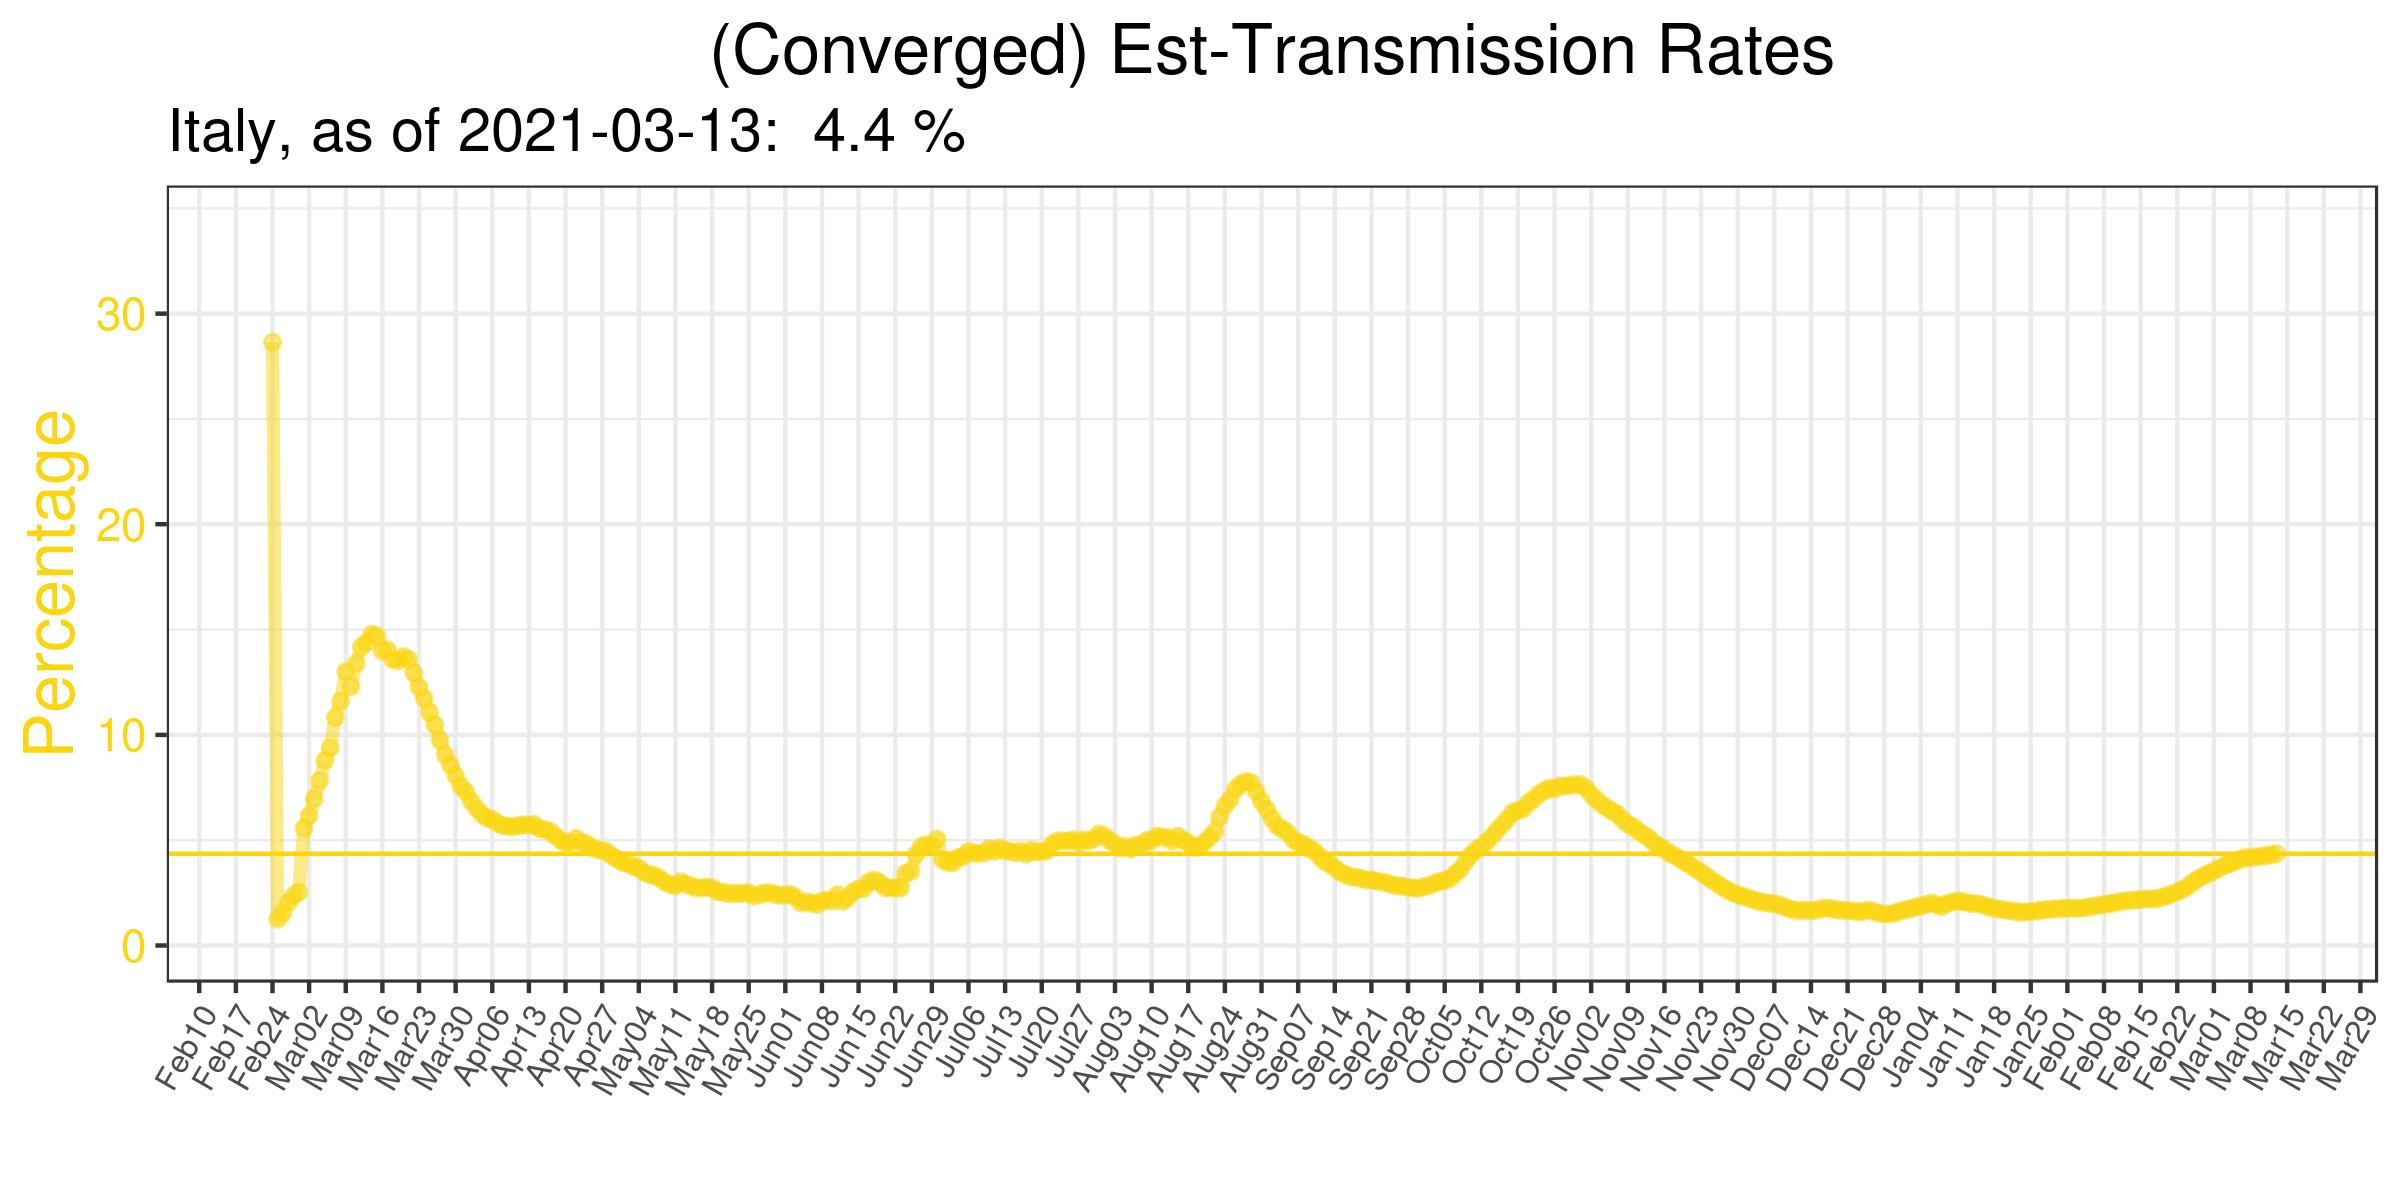 (Converged) Est-Transmission Rates
Italy, as of 2021-03-13:  4.4 %
Percentage
30
20
10
0
Feb10
Feb17
Feb24
Mar02
Mar09
Mar16
Mar23
Mar30
Apr06
Apr13
Apr20
Apr27
May04
May11
May18
May25
Jun01
Jun08
Jun15
Jun22
Jun29
Jul06
Jul13
Jul20
Jul27
Aug03
Aug10
Aug17
Aug24
Aug31
Sep07
Sep14
Sep21
Sep28
Oct05
Oct12
Oct19
Oct26
Nov02
Nov09
Nov16
Nov23
Nov30
Dec07
Dec14
Dec21
Dec28
Jan04
Jan11
Jan18
Jan25
Feb01
Feb08
Feb15
Feb22
Mar01
Mar08
Mar15
Mar22
Mar29